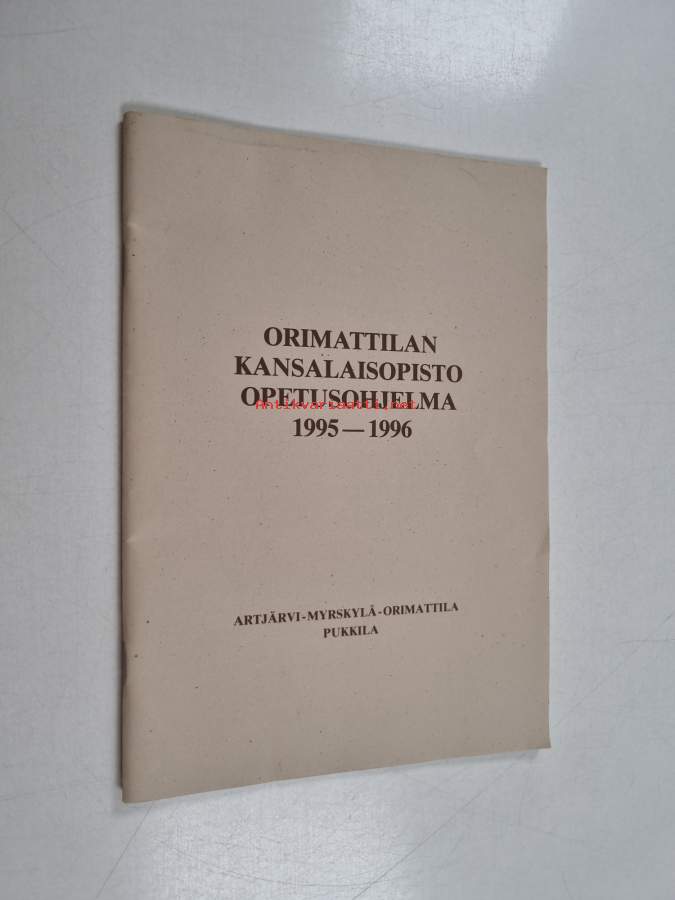 ORIMATTILAN
KANSALAISOPISTO
OPETUSOHJELMA
Antikvariaatti.net
1995—1996
ARTJÄRVI-MYRSKYLÄ-ORIMATTILA
PUKKILA